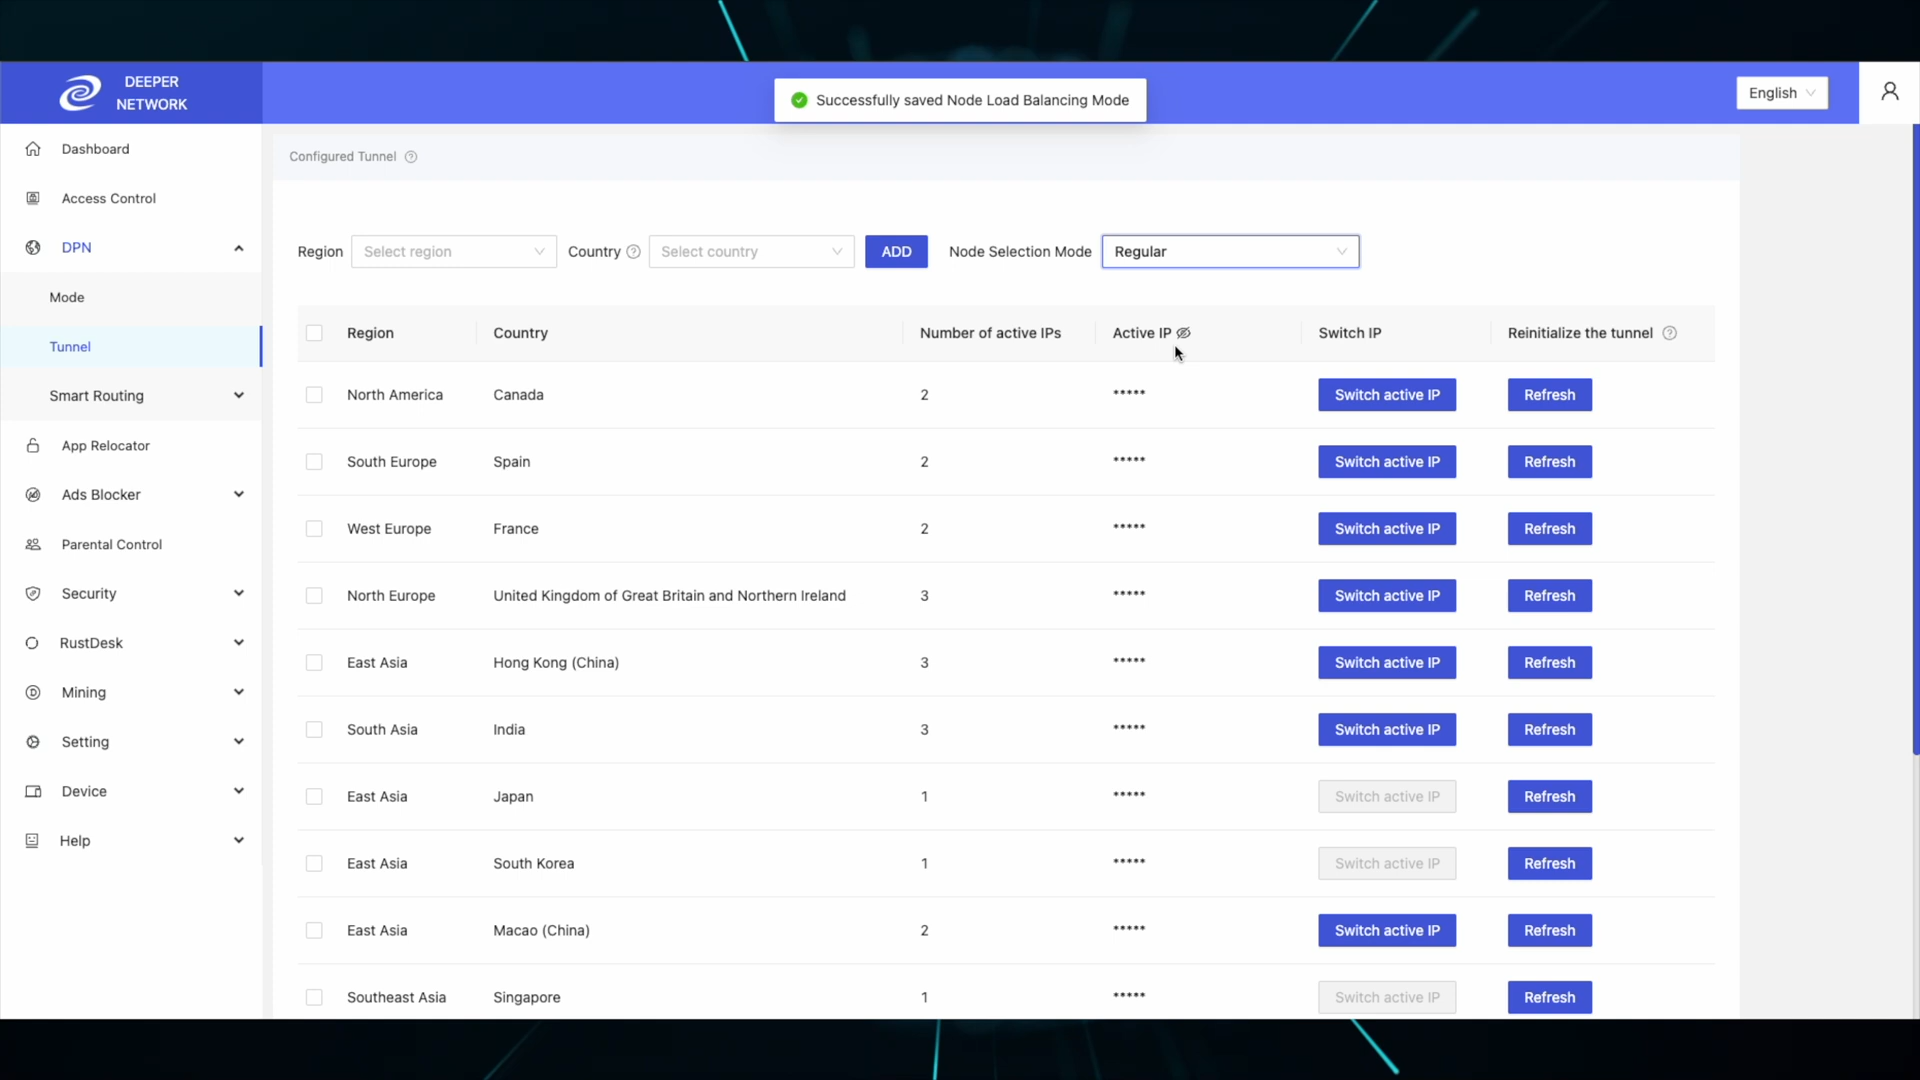 DEEPER
NETWORK
Successfully saved Node Load Balancing Mode
English
Dashboard
Access Control
DPN
Mode
Tunnel
Smart Routing
App Relocator
Ads Blocker
Parental Control
Security
RustDesk
Mining
Setting
Device
Help
Configured Tunnel
Region Select region Country Select country ADD Node Selection Mode Regular
Region Country Number of active IPs Active IP Switch IP Reinitialize the tunnel
North America Canada 2 ***** Switch active IP Refresh
South Europe Spain 2 ***** Switch active IP Refresh
West Europe France 2 ***** Switch active IP Refresh
North Europe United Kingdom of Great Britain and Northern Ireland 3 ***** Switch active IP Refresh
East Asia Hong Kong (China) 3 ***** Switch active IP Refresh
South Asia India 3 ***** Switch active IP Refresh
East Asia Japan 1 ***** Switch active IP Refresh
East Asia South Korea 1 ***** Switch active IP Refresh
East Asia Macao (China) 2 ***** Switch active IP Refresh
Southeast Asia Singapore 1 ***** Switch active IP Refresh